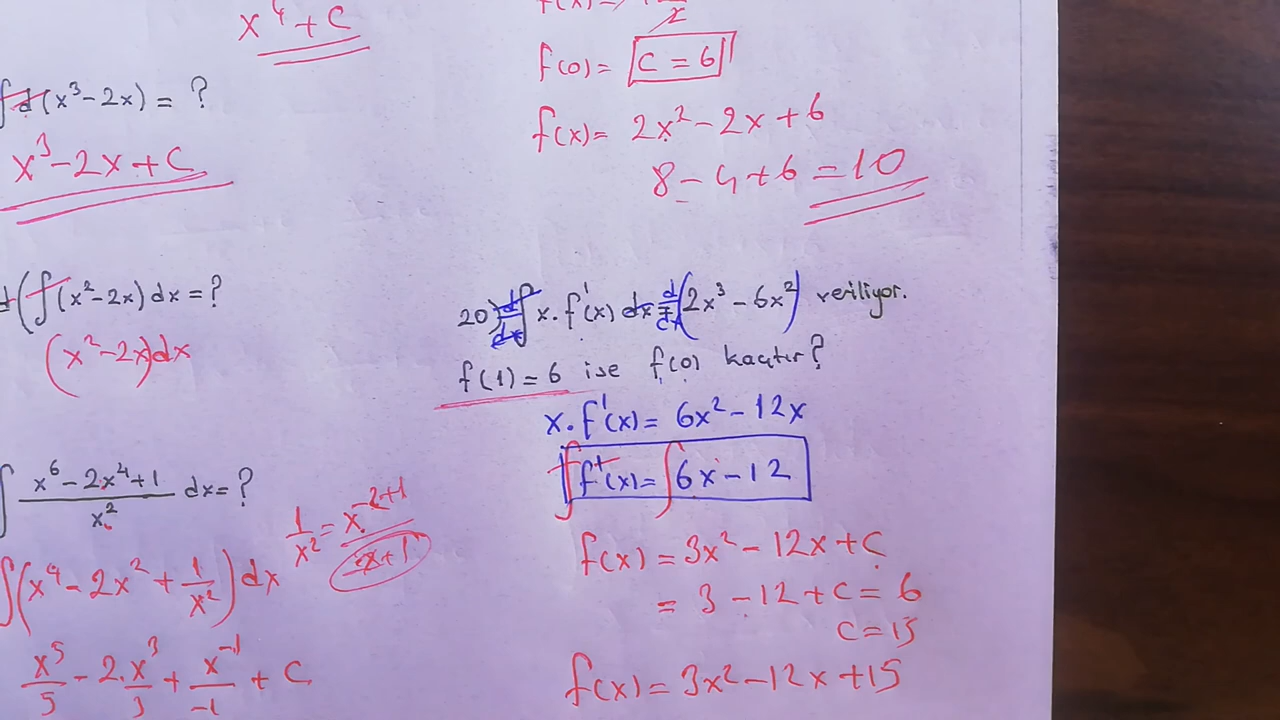 x⁴ + C
∫d(x³ - 2x) = ?
x³ - 2x + C
d(∫(x² - 2x) dx = ?
(x² - 2x)dx
∫ (x⁶ - 2x⁴ + 1)/x² dx = ?
1/x² = x⁻²⁺¹/-2+1
∫(x⁴ - 2x² + 1/x²) dx
x⁵/5 - 2·x³/3 + x⁻¹/-1 + C
f(0) = C = 6
f(x) = 2x² - 2x + 6
8 - 4 + 6 = 10
20) d/dx ∫ x·f'(x) dx = d/dx (2x³ - 6x²) veriliyor.
f(1) = 6 ise f(0) kaçtır?
x·f'(x) = 6x² - 12x
∫f'(x) = ∫6x - 12
f(x) = 3x² - 12x + C
= 3 - 12 + C = 6
C = 15
f(x) = 3x² - 12x + 15